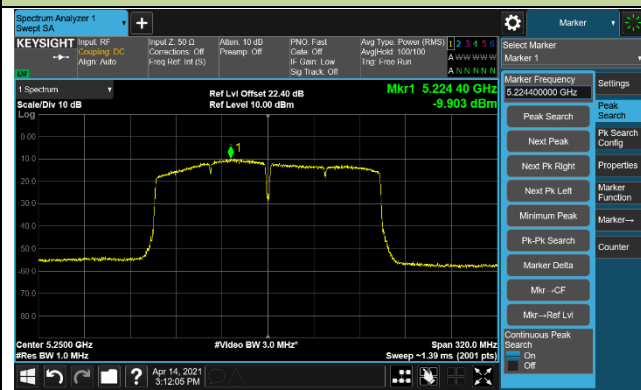 Spectrum Analyzer 1
Swept SA
Marker
KEYSIGHT
Input: RF
Coupling: DC
Align: Auto
Input Z: 50 Ω
Corrections: Off
Freq Ref: Int (S)
Atten: 10 dB
Preamp: Off
PNO: Fast
Gate: Off
IF Gain: Low
Sig Track: Off
Avg Type: Power (RMS)
Avg|Hold: 100/100
Trig: Free Run
1 2 3 4 5 6
A W W W W W
A N N N N N
LXI
Select Marker
Marker 1
1 Spectrum
Scale/Div 10 dB
Log
Ref Lvl Offset 22.40 dB
Ref Level 10.00 dBm
Mkr1 5.224 40 GHz
-9.903 dBm
0.00
-10.0
-20.0
-30.0
-40.0
-50.0
-60.0
-70.0
-80.0
1
Center 5.2500 GHz
#Res BW 1.0 MHz
#Video BW 3.0 MHz*
Span 320.0 MHz
Sweep ~1.39 ms (2001 pts)
Marker Frequency
5.224400000 GHz
Peak Search
Next Peak
Next Pk Right
Next Pk Left
Minimum Peak
Pk-Pk Search
Marker Delta
Mkr→CF
Mkr→Ref Lvl
Continuous Peak
Search
On
Off
Settings
Peak
Search
Pk Search
Config
Properties
Marker
Function
Marker→
Counter
?
Apr 14, 2021
3:12:05 PM